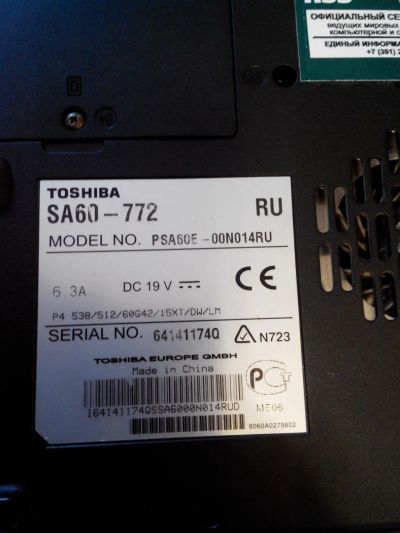 ОФИЦИАЛЬНЫЙ СЕ
ведущих мировых
компьютерной и о
ЕДИНЫЙ ИНФОРМА
+7 (391) 2
TOSHIBA
SA60-772 RU
MODEL NO. PSA60E-00N014RU
6.3A DC 19 V CE
P4 538/512/60G42/15XT/DW/LM
SERIAL NO. 64141174Q N723
TOSHIBA EUROPE GMBH
Made in China
ME06
I64141174QSSA6000N014RUD
6060A0279802